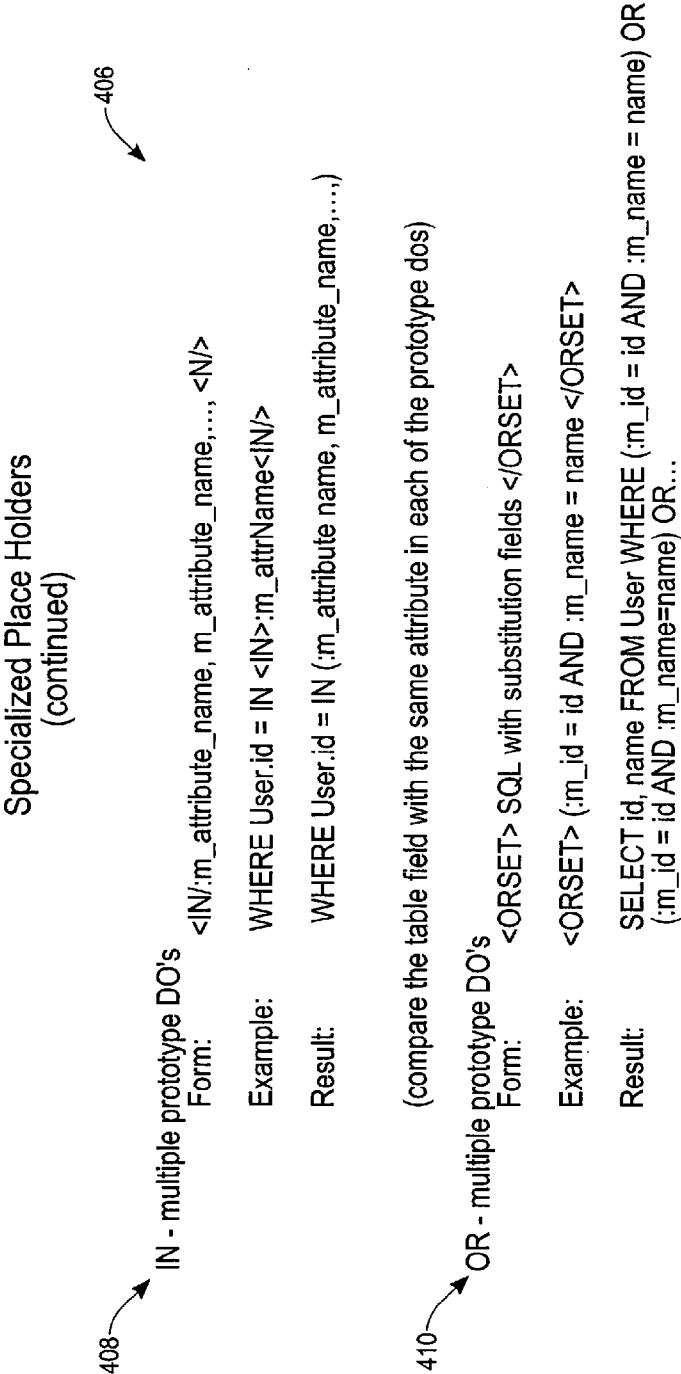 Specialized Place Holders
(continued)
406
408
IN - multiple prototype DO's
Form: <IN/:m_attribute_name, m_attribute_name,..., <N/>
Example: WHERE User.id = IN <IN>:m_attrName<IN/>
Result: WHERE User.id = IN (:m_attribute name, m_attribute_name,...,)
(compare the table field with the same attribute in each of the prototype dos)
410
OR - multiple prototype DO's
Form: <ORSET> SQL with substitution fields </ORSET>
Example: <ORSET> (:m_id = id AND :m_name = name </ORSET>
Result: SELECT id, name FROM User WHERE (:m_id = id AND :m_name = name) OR
(:m_id = id AND :m_name=name) OR...